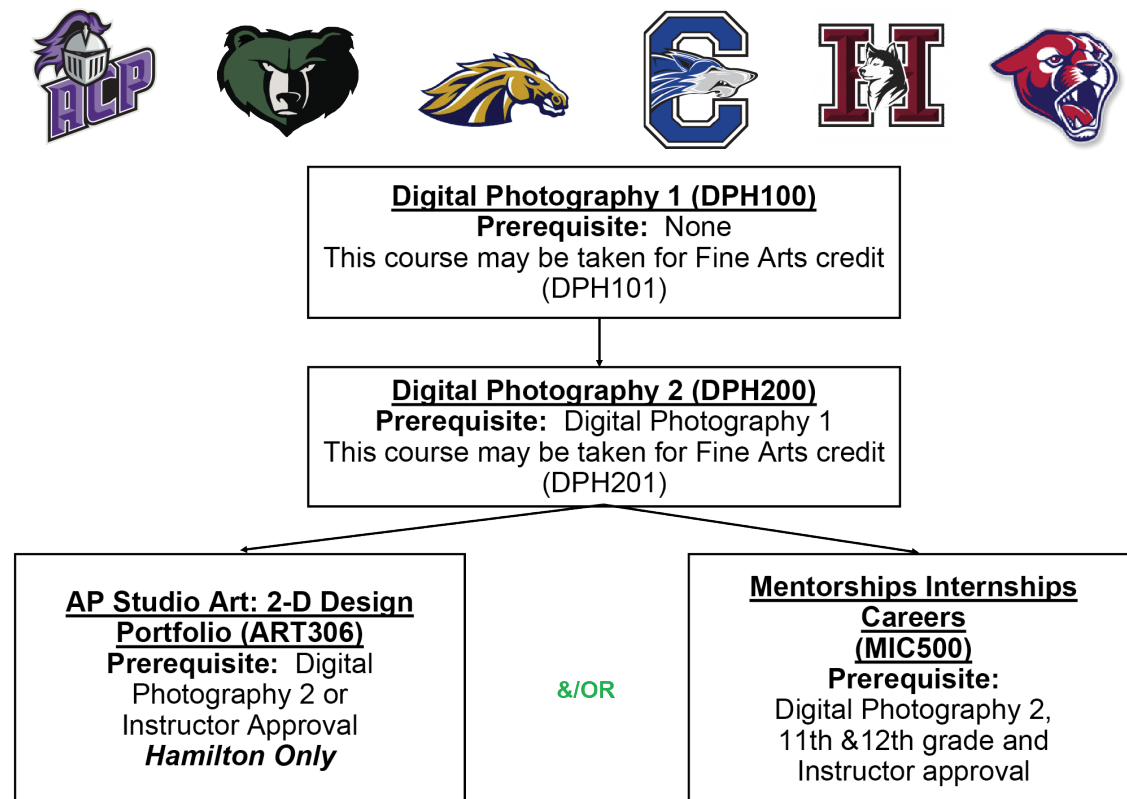 ACP
C
H
Digital Photography 1 (DPH100)
Prerequisite:  None
This course may be taken for Fine Arts credit
(DPH101)
Digital Photography 2 (DPH200)
Prerequisite:  Digital Photography 1
This course may be taken for Fine Arts credit
(DPH201)
AP Studio Art: 2-D Design
Portfolio (ART306)
Prerequisite:  Digital
Photography 2 or
Instructor Approval
Hamilton Only
&/OR
Mentorships Internships
Careers
(MIC500)
Prerequisite:
Digital Photography 2,
11th &12th grade and
Instructor approval